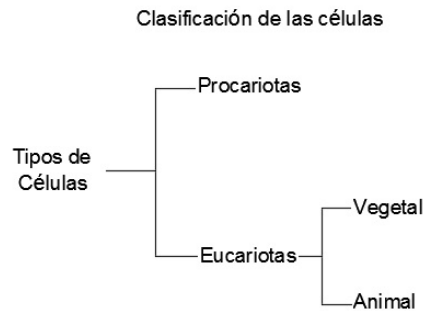 Clasificación de las células
Procariotas
Tipos de
Células
Eucariotas
Vegetal
Animal